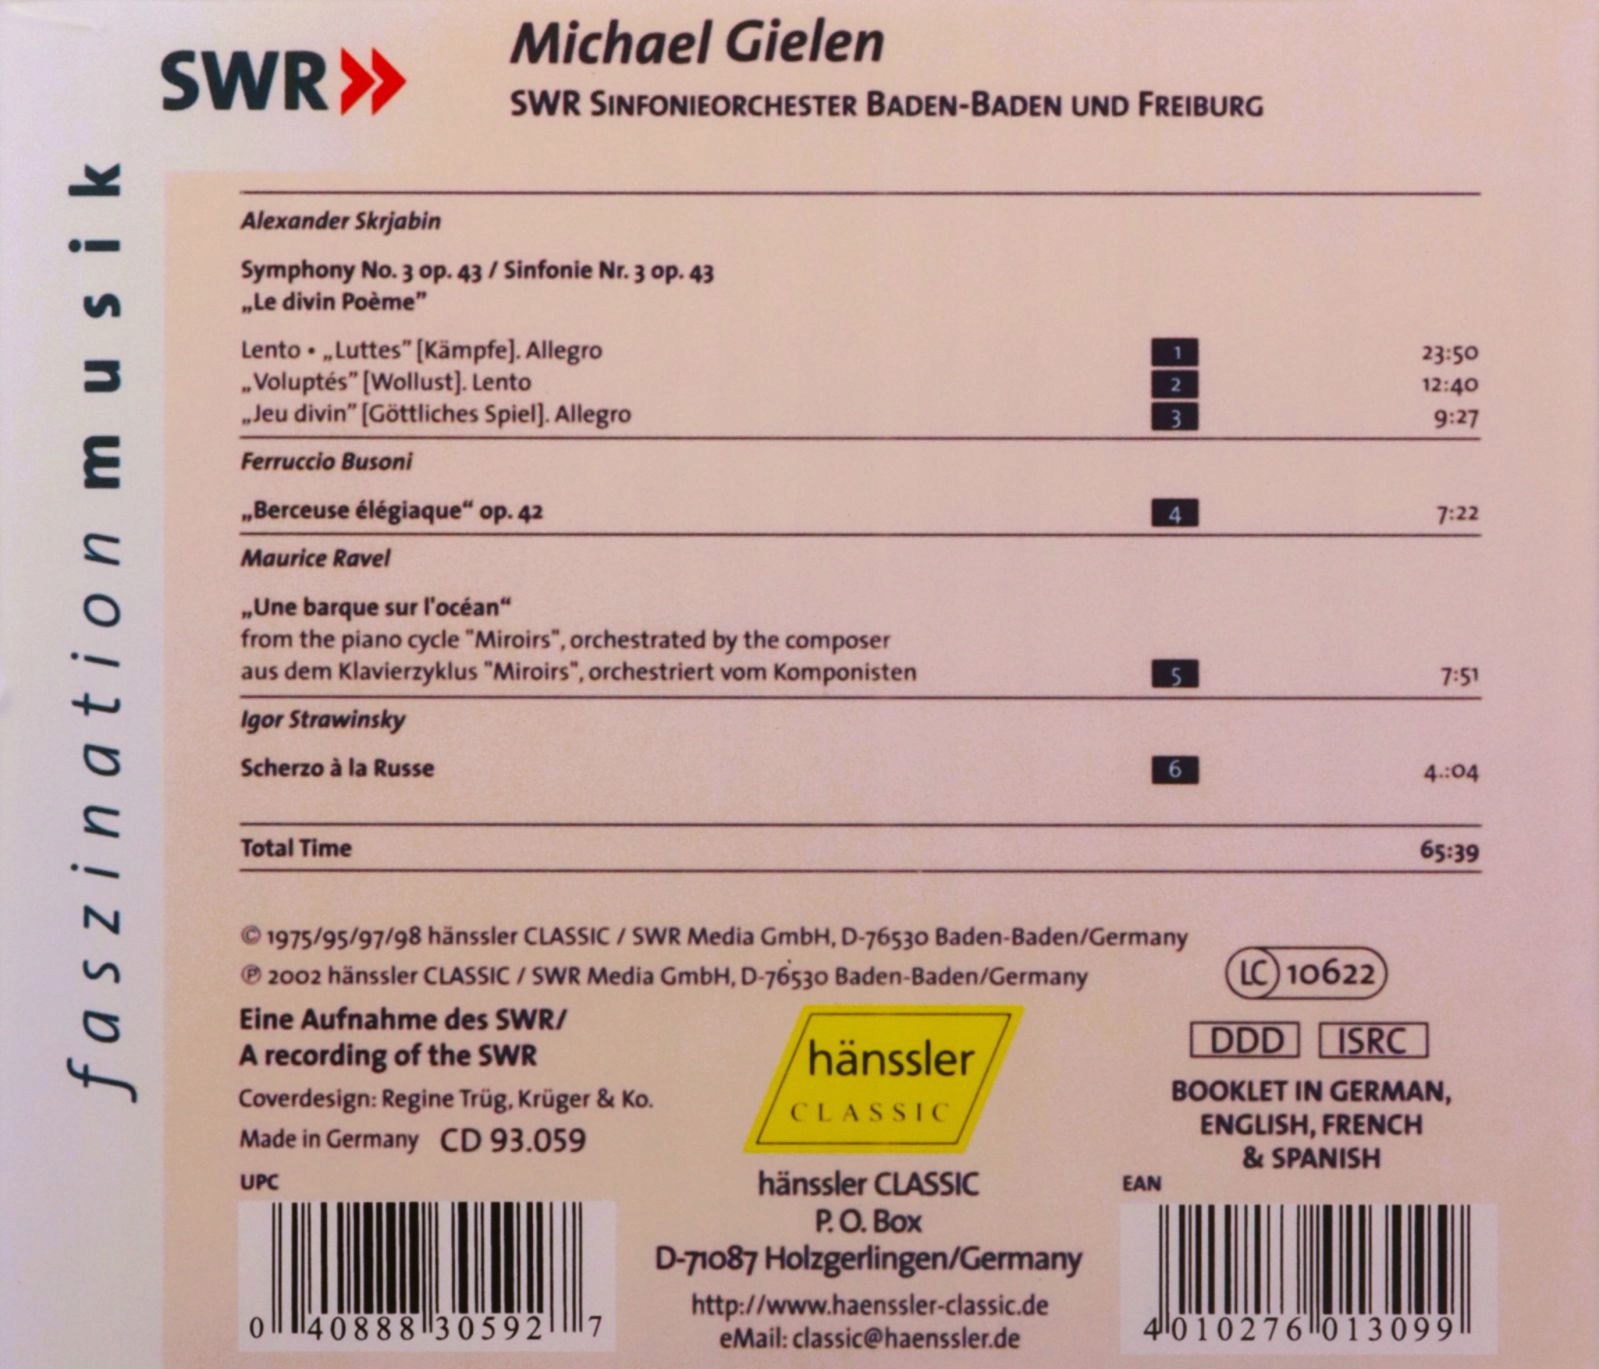 SWR
Michael Gielen
SWR SINFONIEORCHESTER BADEN-BADEN UND FREIBURG
faszination musik
Alexander Skrjabin
Symphony No. 3 op. 43 / Sinfonie Nr. 3 op. 43
„Le divin Poème”
Lento • „Luttes” [Kämpfe]. Allegro 1 23:50
„Voluptés” [Wollust]. Lento 2 12:40
„Jeu divin” [Göttliches Spiel]. Allegro 3 9:27
Ferruccio Busoni
„Berceuse élégiaque“ op. 42 4 7:22
Maurice Ravel
„Une barque sur l'océan“
from the piano cycle "Miroirs", orchestrated by the composer
aus dem Klavierzyklus "Miroirs", orchestriert vom Komponisten 5 7:51
Igor Strawinsky
Scherzo à la Russe 6 4.:04
Total Time 65:39
© 1975/95/97/98 hänssler CLASSIC / SWR Media GmbH, D-76530 Baden-Baden/Germany
℗ 2002 hänssler CLASSIC / SWR Media GmbH, D-76530 Baden-Baden/Germany
LC 10622
Eine Aufnahme des SWR/
A recording of the SWR
Coverdesign: Regine Trüg, Krüger & Ko.
Made in Germany CD 93.059
hänssler
CLASSIC
DDD ISRC
BOOKLET IN GERMAN,
ENGLISH, FRENCH
& SPANISH
UPC
0 40888 30592 7
hänssler CLASSIC
P. O. Box
D-71087 Holzgerlingen/Germany
http://www.haenssler-classic.de
eMail: classic@haenssler.de
EAN
4 010276 013099